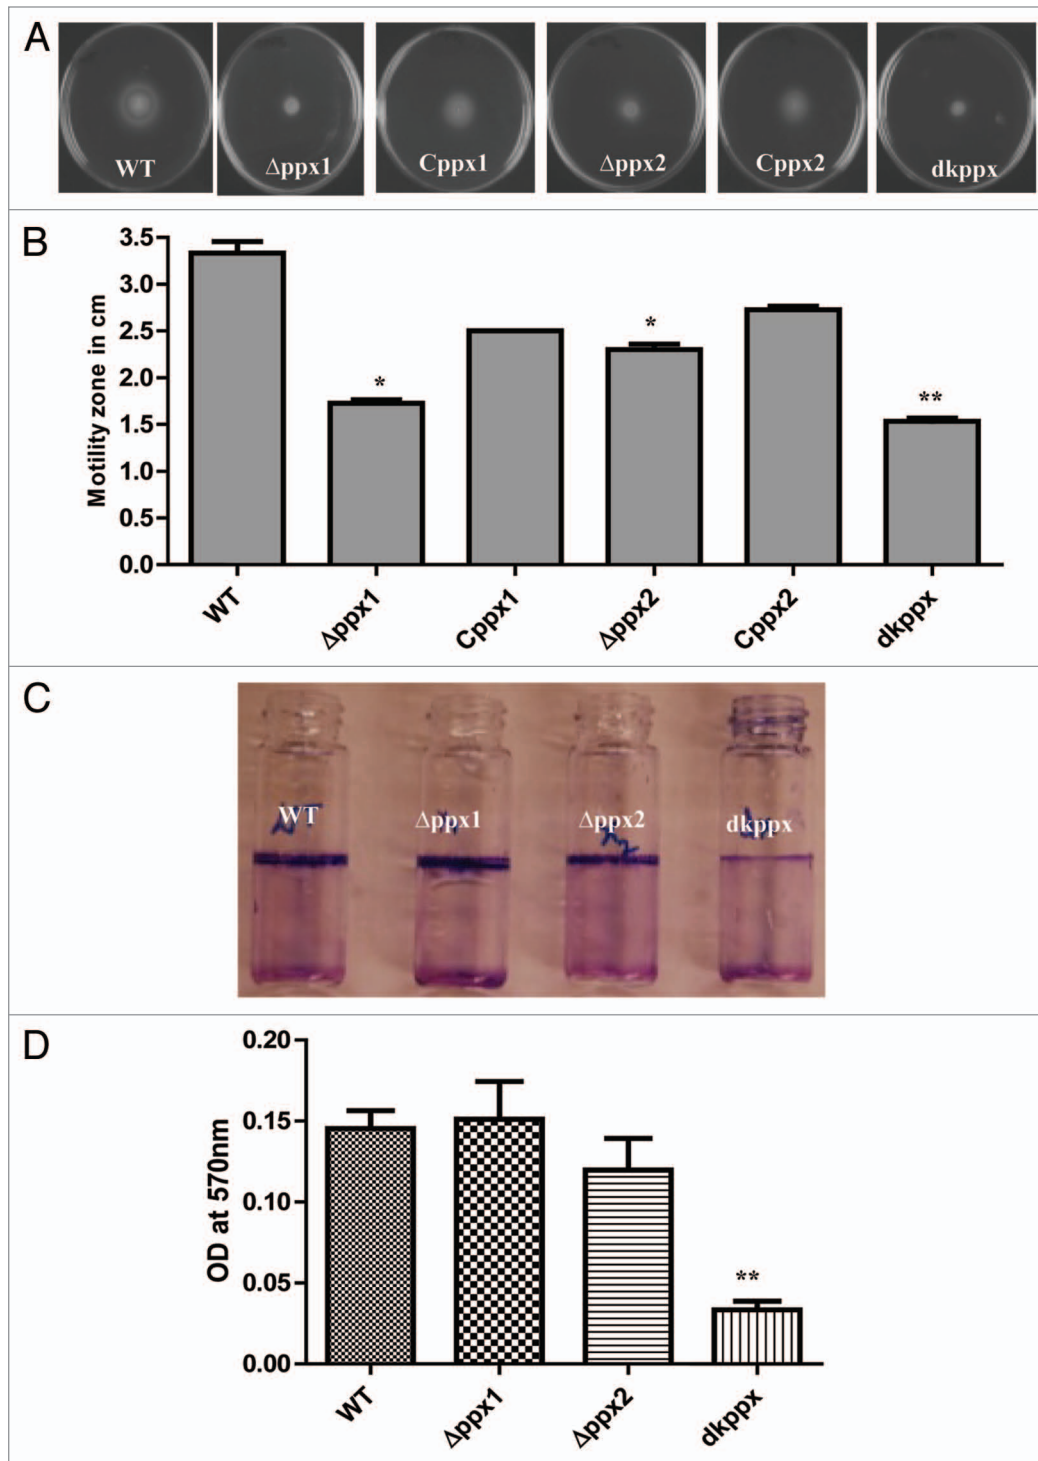 A
WT
Δppx1
Cppx1
Δppx2
Cppx2
dkppx
B
Motility zone in cm
3.5
3.0
2.5
2.0
1.5
1.0
0.5
0.0
*
*
**
WT
Δppx1
Cppx1
Δppx2
Cppx2
dkppx
C
WT
Δppx1
Δppx2
dkppx
D
OD at 570nm
0.20
0.15
0.10
0.05
0.00
**
WT
Δppx1
Δppx2
dkppx